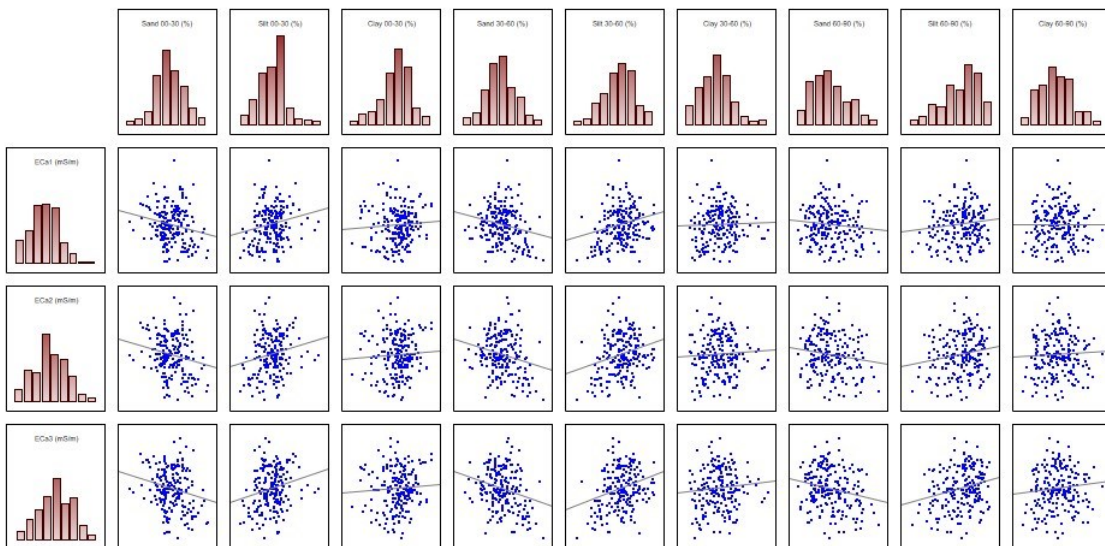 Sand 00-30 (%)
Silt 00-30 (%)
Clay 00-30 (%)
Sand 30-60 (%)
Silt 30-60 (%)
Clay 30-60 (%)
Sand 60-90 (%)
Silt 60-90 (%)
Clay 60-90 (%)
ECa1 (mS/m)
ECa2 (mS/m)
ECa3 (mS/m)